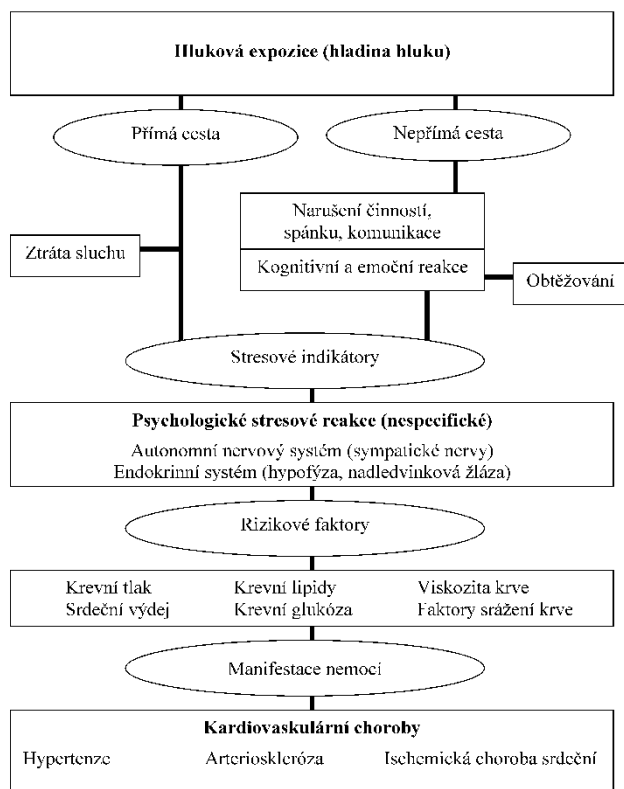 Hluková expozice (hladina hluku)
Přímá cesta
Nepřímá cesta
Narušení činností,
spánku, komunikace
Ztráta sluchu
Kognitivní a emoční reakce
Obtěžování
Stresové indikátory
Psychologické stresové reakce (nespecifické)
Autonomní nervový systém (sympatické nervy)
Endokrinní systém (hypofýza, nadledvinková žláza)
Rizikové faktory
Krevní tlak Krevní lipidy Viskozita krve
Srdeční výdej Krevní glukóza Faktory srážení krve
Manifestace nemocí
Kardiovaskulární choroby
Hypertenze Arterioskleróza Ischemická choroba srdeční